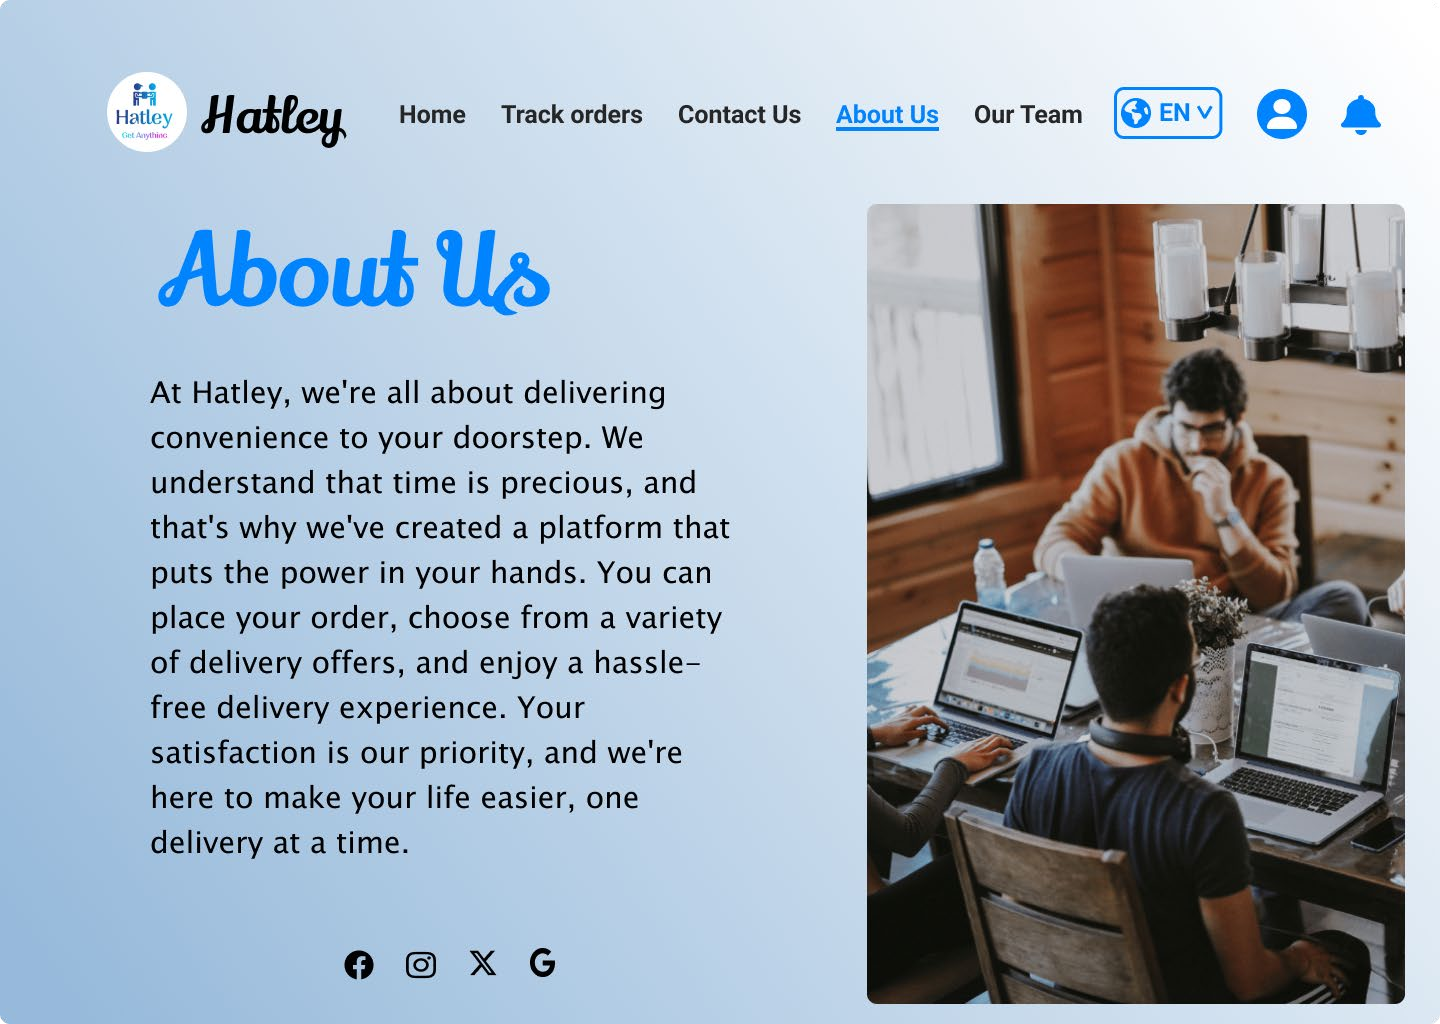 Hatley
Get Anything
Hatley
Home
Track orders
Contact Us
About Us
Our Team
EN
About Us
At Hatley, we're all about delivering
convenience to your doorstep. We
understand that time is precious, and
that's why we've created a platform that
puts the power in your hands. You can
place your order, choose from a variety
of delivery offers, and enjoy a hassle-
free delivery experience. Your
satisfaction is our priority, and we're
here to make your life easier, one
delivery at a time.